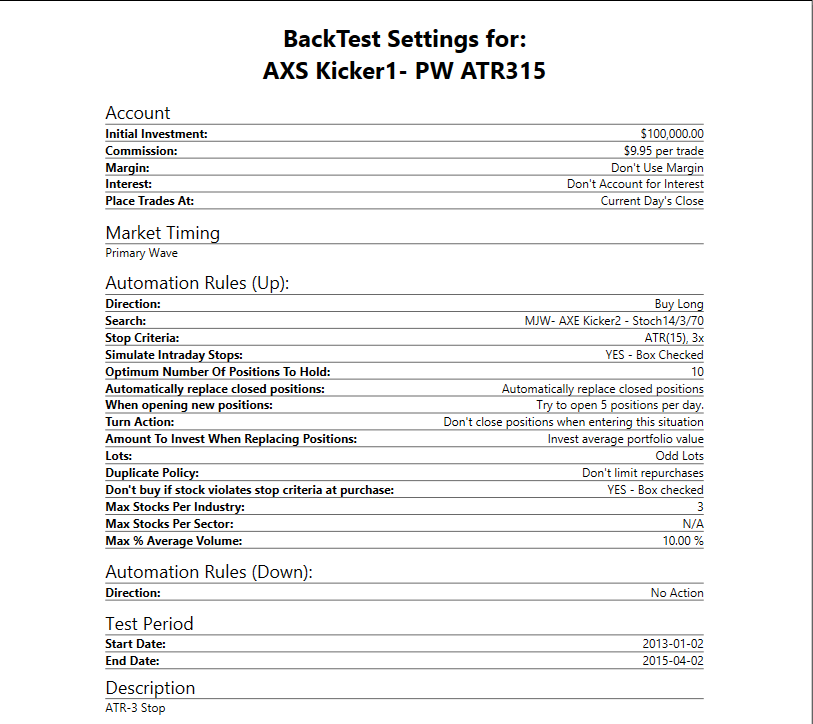 BackTest Settings for:
AXS Kicker1- PW ATR315
Account
Initial Investment: $100,000.00
Commission: $9.95 per trade
Margin: Don't Use Margin
Interest: Don't Account for Interest
Place Trades At: Current Day's Close
Market Timing
Primary Wave
Automation Rules (Up):
Direction: Buy Long
Search: MJW- AXE Kicker2 - Stoch14/3/70
Stop Criteria: ATR(15), 3x
Simulate Intraday Stops: YES - Box Checked
Optimum Number Of Positions To Hold: 10
Automatically replace closed positions: Automatically replace closed positions
When opening new positions: Try to open 5 positions per day.
Turn Action: Don't close positions when entering this situation
Amount To Invest When Replacing Positions: Invest average portfolio value
Lots: Odd Lots
Duplicate Policy: Don't limit repurchases
Don't buy if stock violates stop criteria at purchase: YES - Box checked
Max Stocks Per Industry: 3
Max Stocks Per Sector: N/A
Max % Average Volume: 10.00 %
Automation Rules (Down):
Direction: No Action
Test Period
Start Date: 2013-01-02
End Date: 2015-04-02
Description
ATR-3 Stop